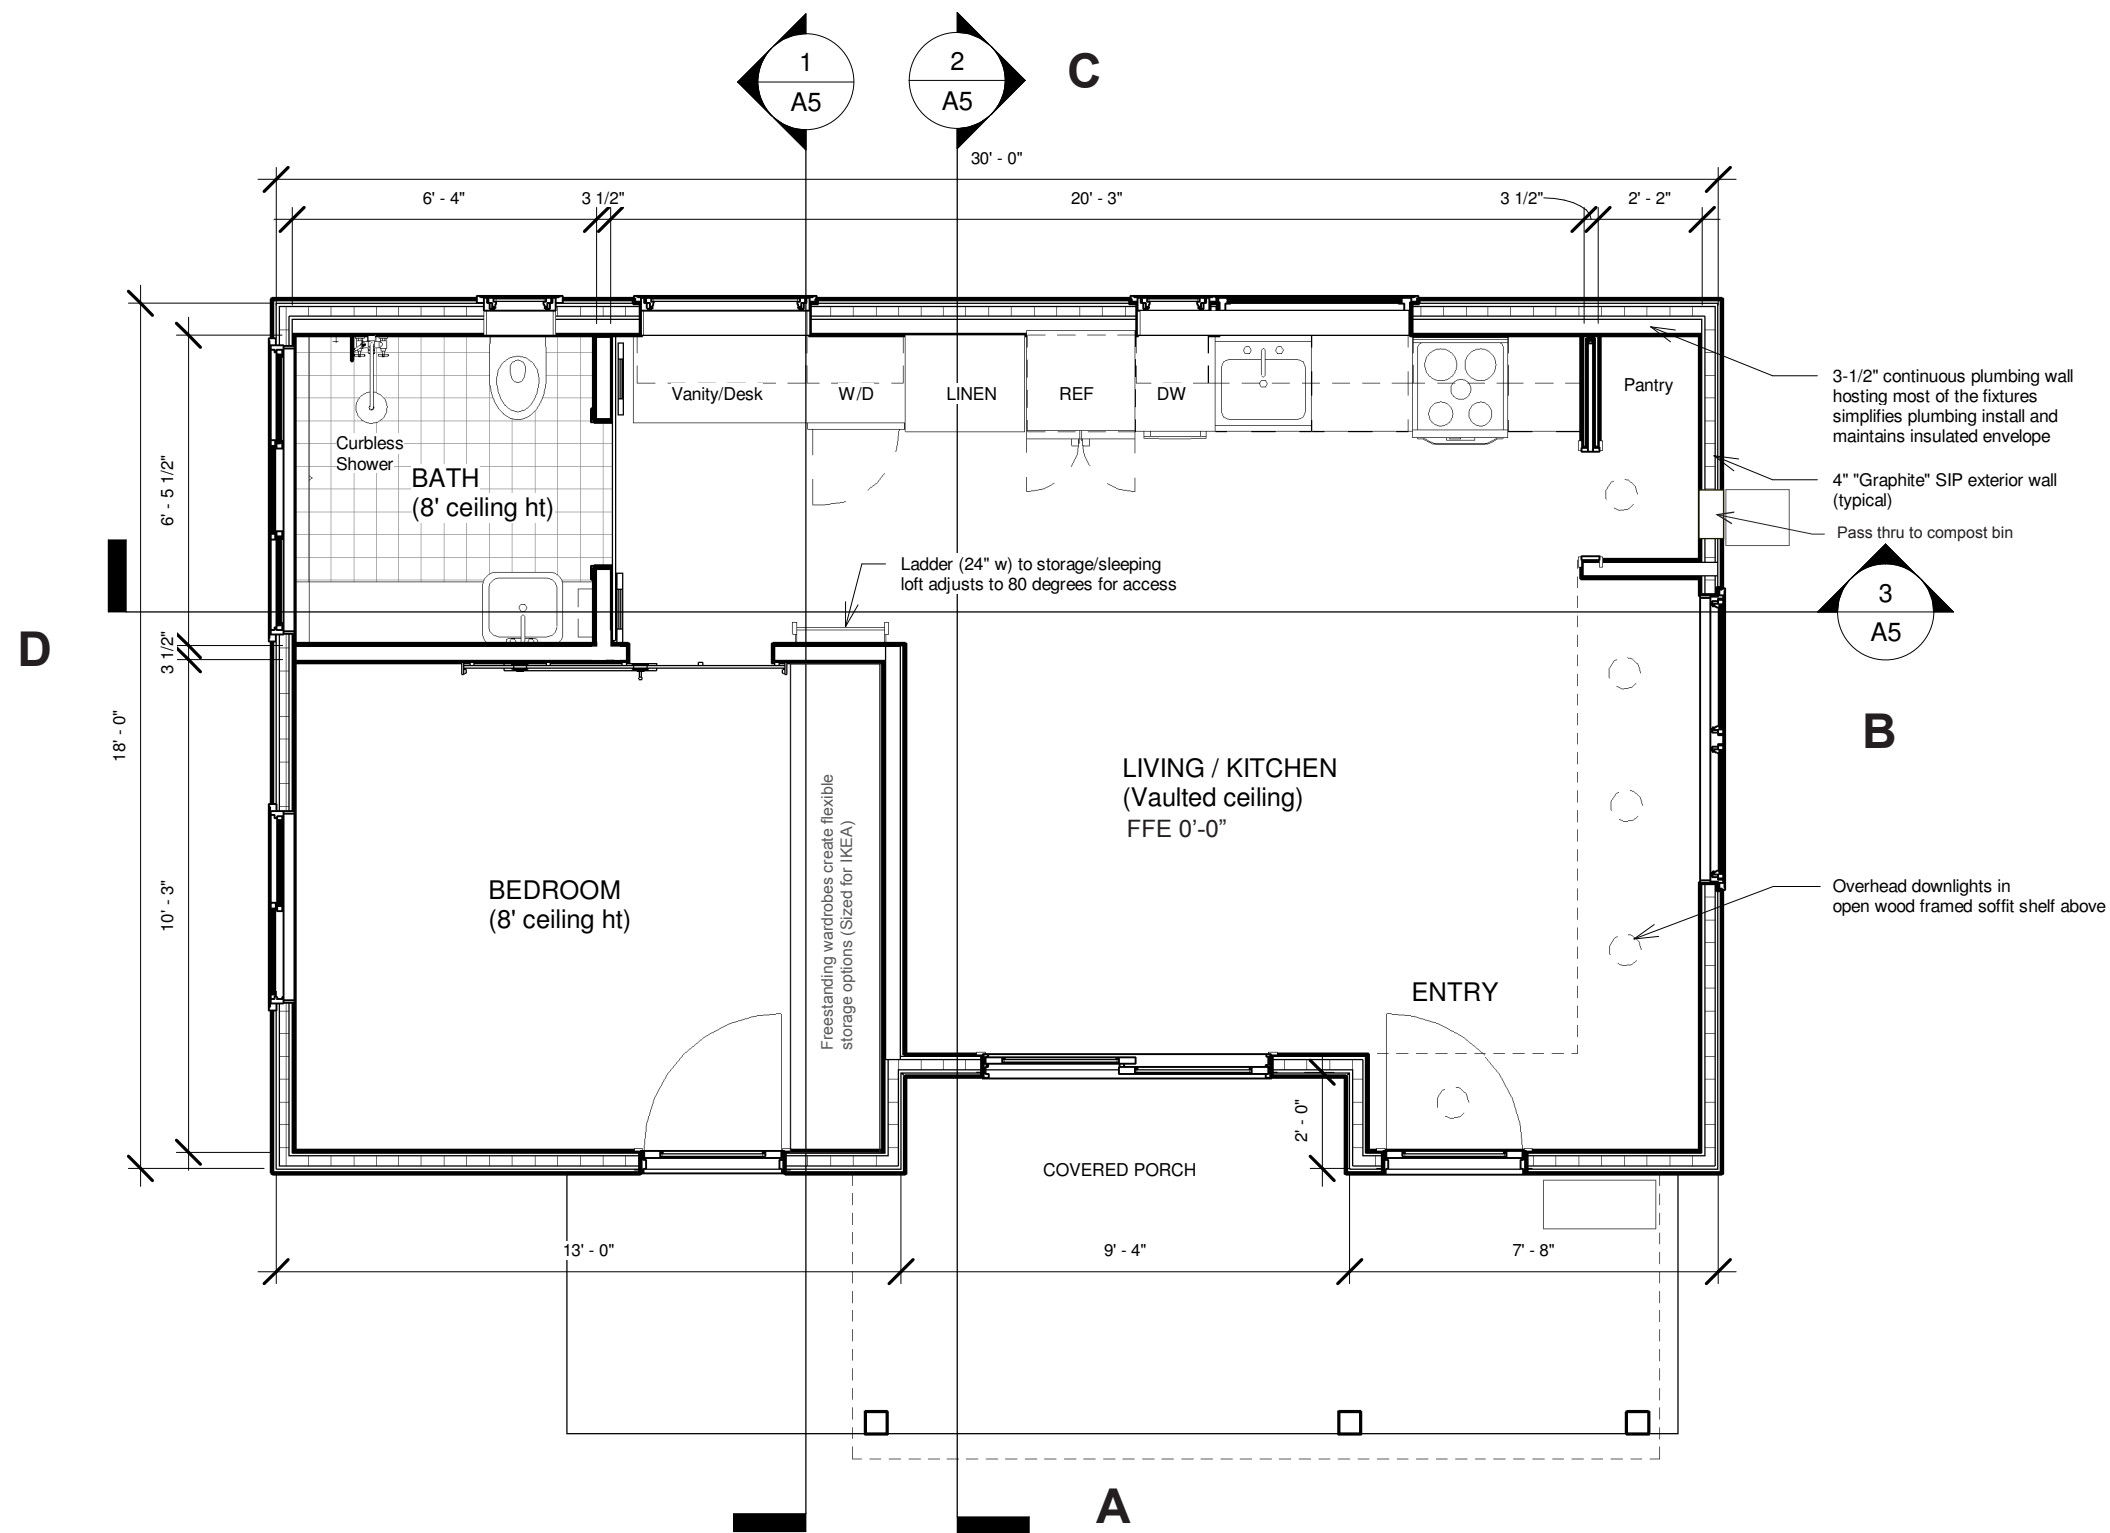 1
A5
2
A5
C
30' - 0"
6' - 4"
3 1/2"
20' - 3"
3 1/2"
2' - 2"
Vanity/Desk
W/D
LINEN
REF
DW
Pantry
3-1/2" continuous plumbing wall
hosting most of the fixtures
simplifies plumbing install and
maintains insulated envelope
Curbless
Shower
BATH
(8' ceiling ht)
4" "Graphite" SIP exterior wall
(typical)
Pass thru to compost bin
6' - 5 1/2"
Ladder (24" w) to storage/sleeping
loft adjusts to 80 degrees for access
3
A5
D
3 1/2"
18' - 0"
B
LIVING / KITCHEN
(Vaulted ceiling)
FFE 0'-0”
Freestanding wardrobes create flexible
storage options (Sized for IKEA)
BEDROOM
(8' ceiling ht)
10' - 3"
Overhead downlights in
open wood framed soffit shelf above
ENTRY
2' - 0"
COVERED PORCH
13' - 0"
9' - 4"
7' - 8"
A